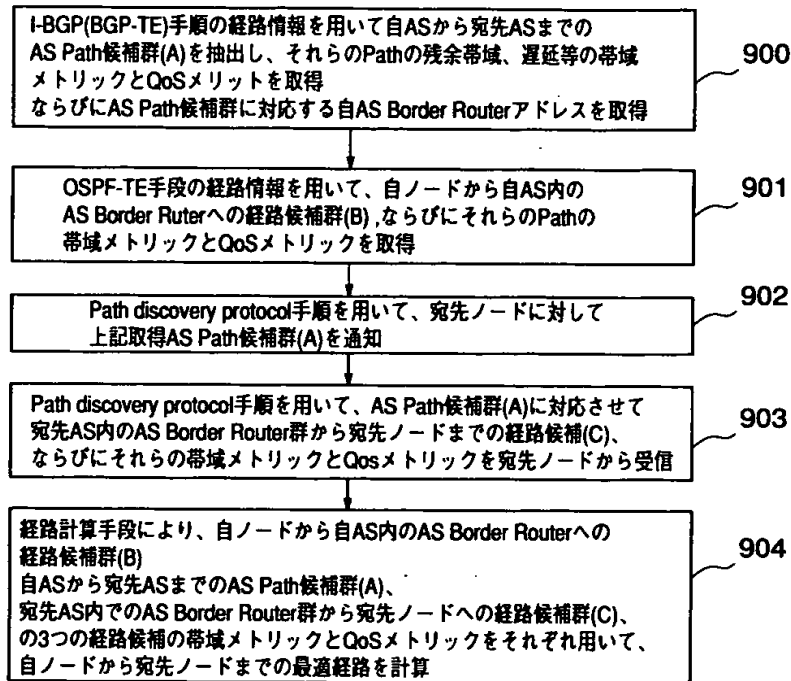 I-BGP(BGP-TE)手順の経路情報を用いて自ASから宛先ASまでの
AS Path候補群(A)を抽出し、それらのPathの残余帯域、遅延等の帯域
メトリックとQoSメリットを取得
ならびにAS Path候補群に対応する自AS Border Routerアドレスを取得
900
OSPF-TE手段の経路情報を用いて、自ノードから自AS内の
AS Border Ruterへの経路候補群(B) ,ならびにそれらのPathの
帯域メトリックとQoSメトリックを取得
901
Path discovery protocol手順を用いて、宛先ノードに対して
上記取得AS Path候補群(A)を通知
902
Path discovery protocol手順を用いて、AS Path候補群(A)に対応させて
宛先AS内のAS Border Router群から宛先ノードまでの経路候補(C)、
ならびにそれらの帯域メトリックとQosメトリックを宛先ノードから受信
903
経路計算手段により、自ノードから自AS内のAS Border Routerへの
経路候補群(B)
自ASから宛先ASまでのAS Path候補群(A)、
宛先AS内でのAS Border Router群から宛先ノードへの経路候補群(C)、
の3つの経路候補の帯域メトリックとQoSメトリックをそれぞれ用いて、
自ノードから宛先ノードまでの最適経路を計算
904